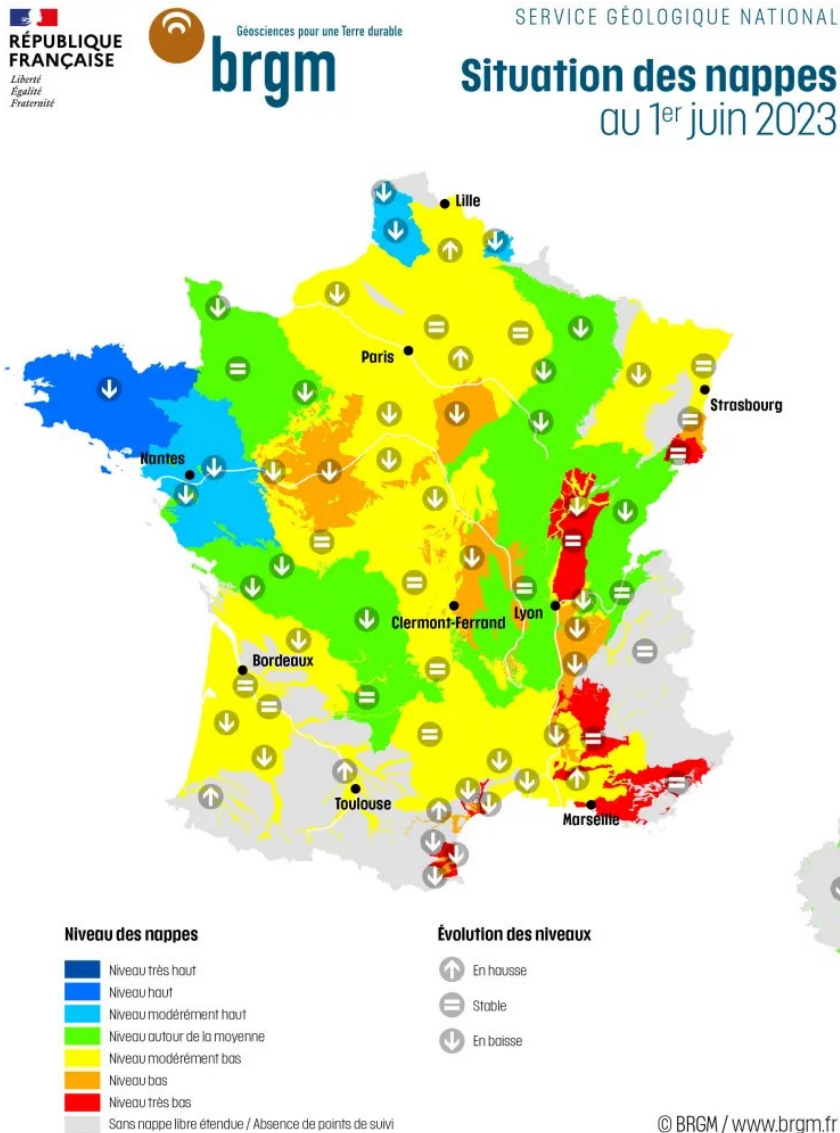 RÉPUBLIQUE
FRANÇAISE
Liberté
Égalité
Fraternité
Géosciences pour une Terre durable
brgm
SERVICE GÉOLOGIQUE NATIONAL
Situation des nappes
au 1er juin 2023
Lille
Paris
Strasbourg
Nantes
Clermont-Ferrand
Lyon
Bordeaux
Toulouse
Marseille
Niveau des nappes
Niveau très haut
Niveau haut
Niveau modérément haut
Niveau autour de la moyenne
Niveau modérément bas
Niveau bas
Niveau très bas
Sans nappe libre étendue / Absence de points de suivi
Évolution des niveaux
En hausse
Stable
En baisse
© BRGM / www.brgm.fr